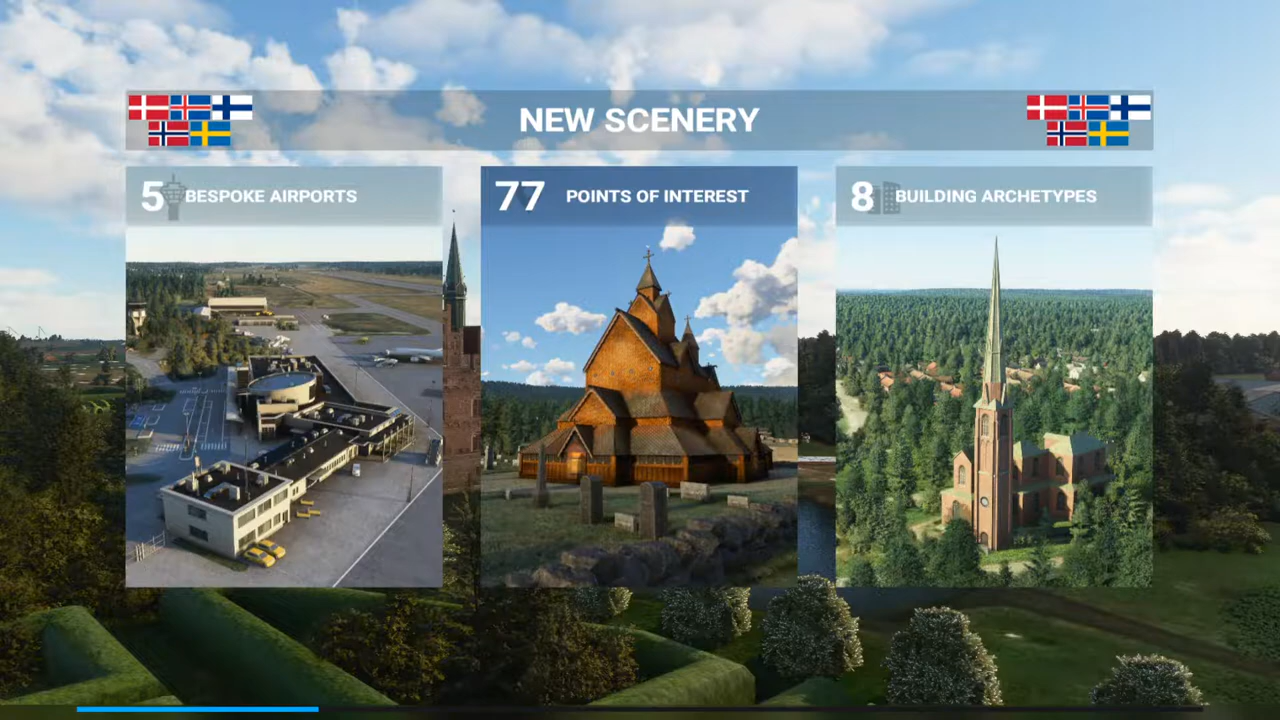 NEW SCENERY
5 BESPOKE AIRPORTS
77 POINTS OF INTEREST
8 BUILDING ARCHETYPES